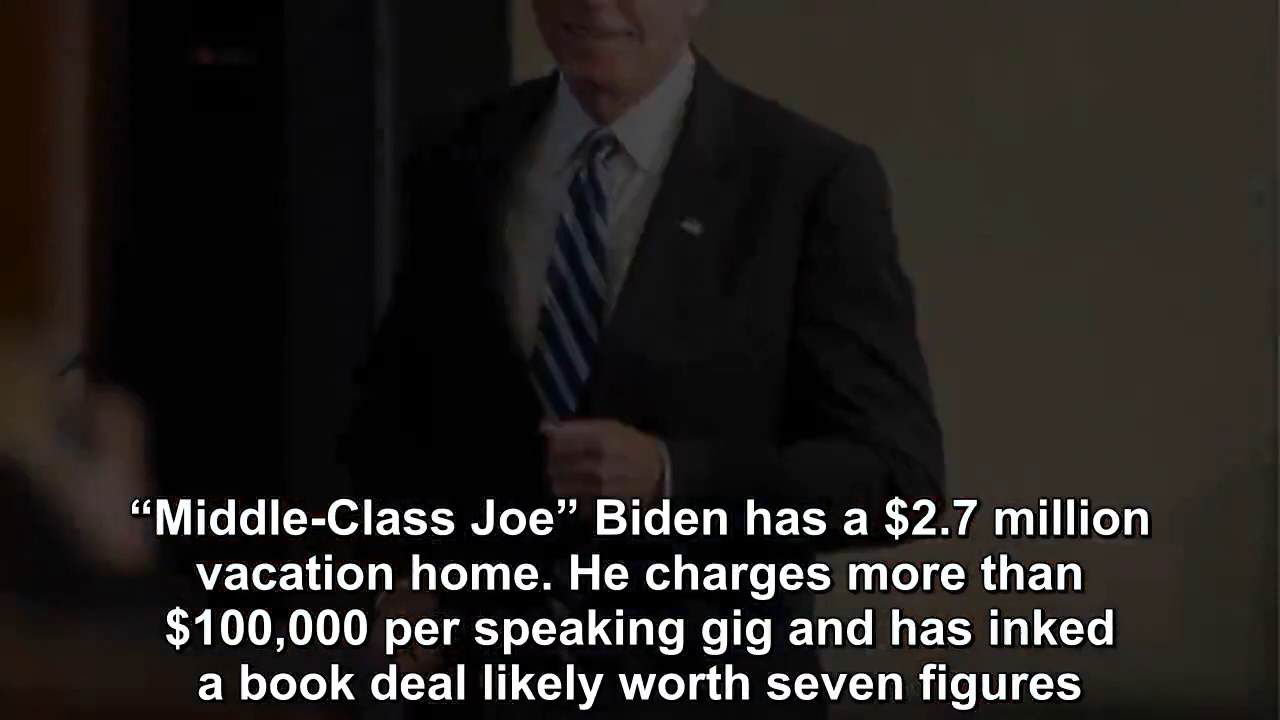 “Middle-Class Joe” Biden has a $2.7 million
vacation home. He charges more than
$100,000 per speaking gig and has inked
a book deal likely worth seven figures